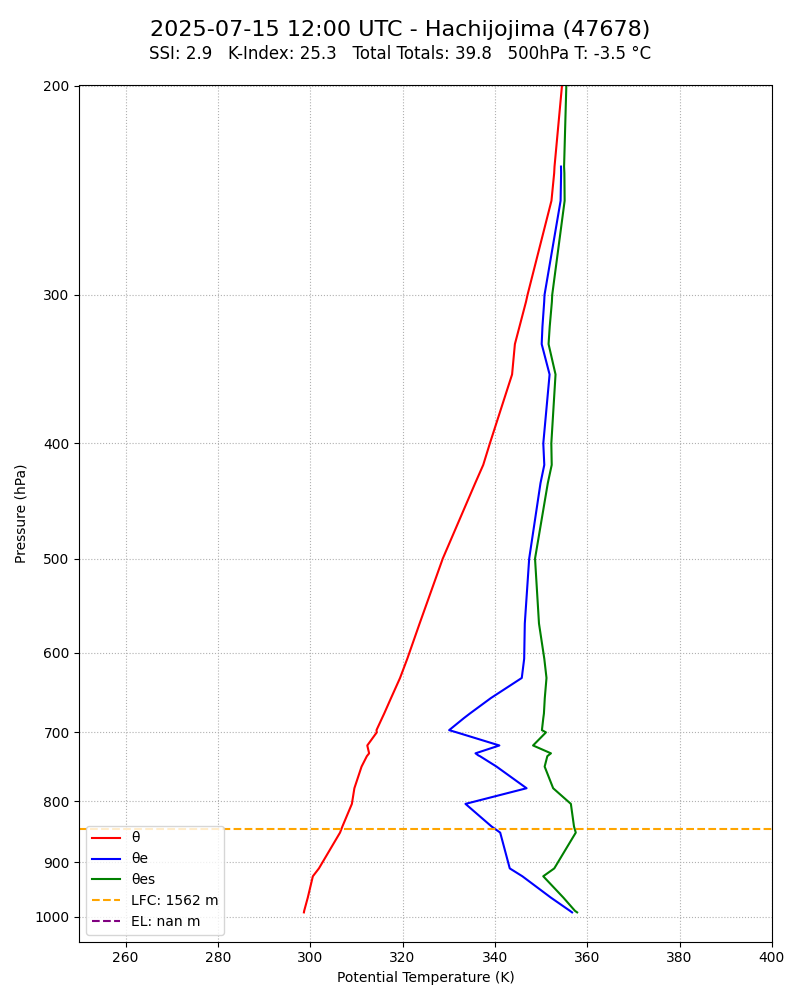 2025-07-15 12:00 UTC - Hachijojima (47678)
SSI: 2.9   K-Index: 25.3   Total Totals: 39.8   500hPa T: -3.5 °C
200
300
400
500
600
700
800
900
1000
Pressure (hPa)
θ
θe
θes
LFC: 1562 m
EL: nan m
260 280 300 320 340 360 380 400
Potential Temperature (K)